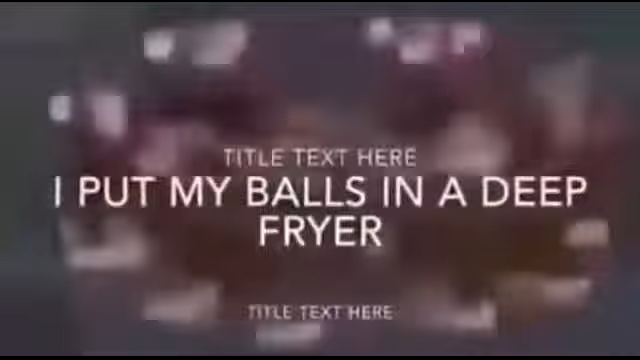 TITLE TEXT HERE
I PUT MY BALLS IN A DEEP
FRYER
TITLE TEXT HERE